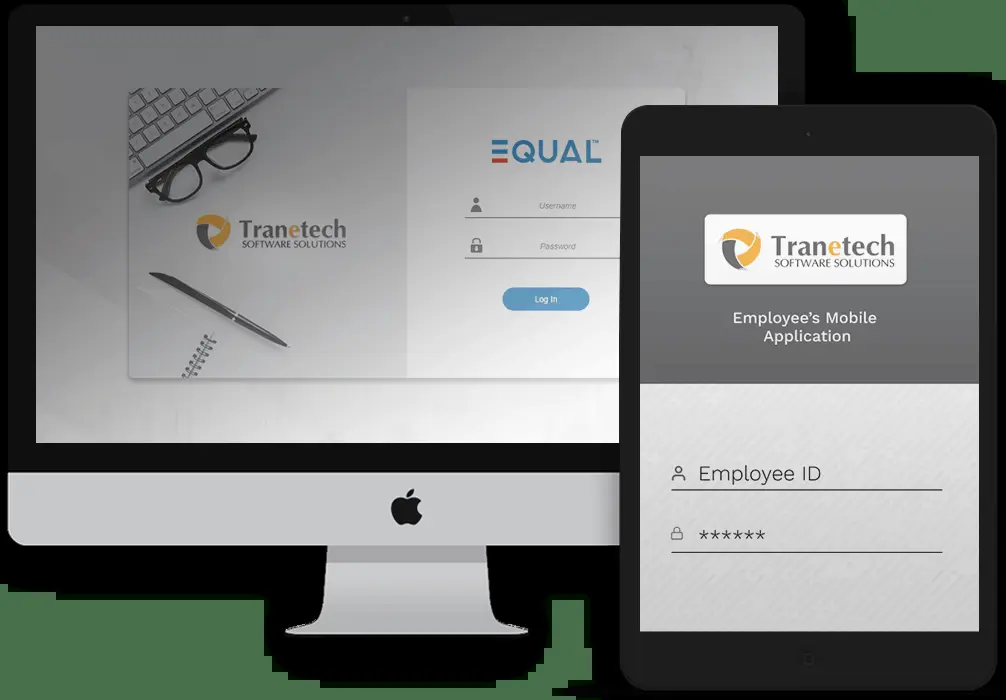 EQUAL™
Username
Password
Log In
Tranetech
SOFTWARE SOLUTIONS
Tranetech
SOFTWARE SOLUTIONS
Employee’s Mobile
Application
Employee ID
******